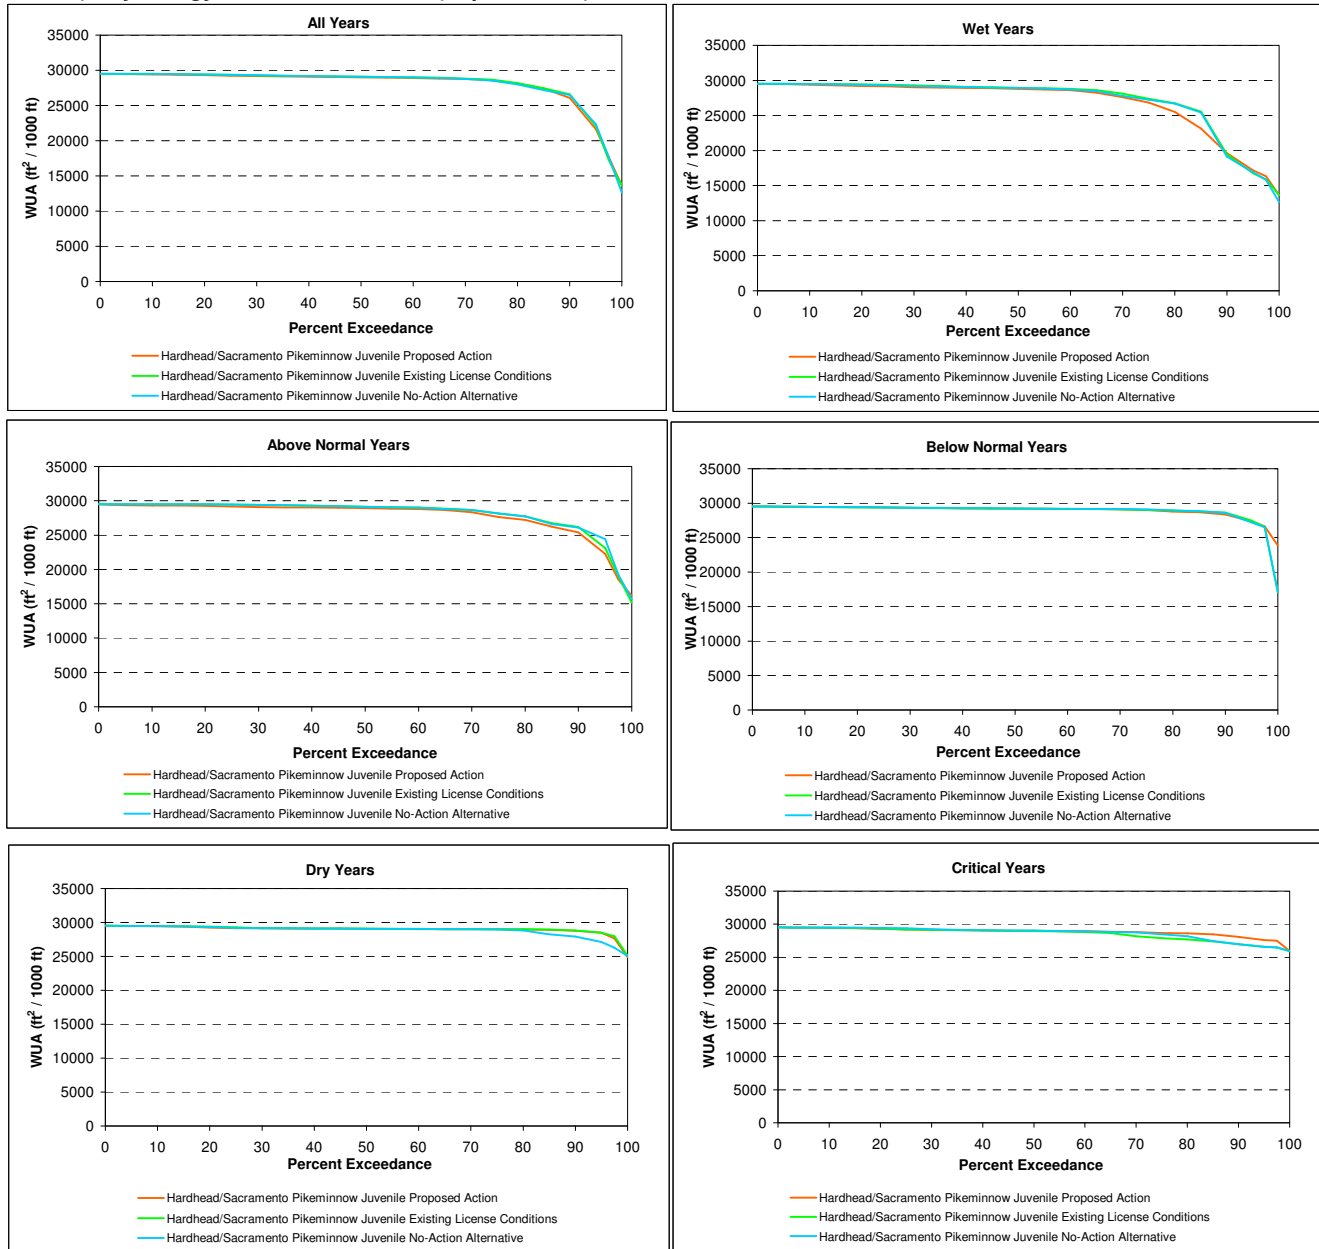 All Years
35000
30000
25000
20000
15000
10000
5000
0
WUA (ft² / 1000 ft)
0 10 20 30 40 50 60 70 80 90 100
Percent Exceedance
Hardhead/Sacramento Pikeminnow Juvenile Proposed Action
Hardhead/Sacramento Pikeminnow Juvenile Existing License Conditions
Hardhead/Sacramento Pikeminnow Juvenile No-Action Alternative
Wet Years
35000
30000
25000
20000
15000
10000
5000
0
WUA (ft² / 1000 ft)
0 10 20 30 40 50 60 70 80 90 100
Percent Exceedance
Hardhead/Sacramento Pikeminnow Juvenile Proposed Action
Hardhead/Sacramento Pikeminnow Juvenile Existing License Conditions
Hardhead/Sacramento Pikeminnow Juvenile No-Action Alternative
Above Normal Years
35000
30000
25000
20000
15000
10000
5000
0
WUA (ft² / 1000 ft)
0 10 20 30 40 50 60 70 80 90 100
Percent Exceedance
Hardhead/Sacramento Pikeminnow Juvenile Proposed Action
Hardhead/Sacramento Pikeminnow Juvenile Existing License Conditions
Hardhead/Sacramento Pikeminnow Juvenile No-Action Alternative
Below Normal Years
35000
30000
25000
20000
15000
10000
5000
0
WUA (ft² / 1000 ft)
0 10 20 30 40 50 60 70 80 90 100
Percent Exceedance
Hardhead/Sacramento Pikeminnow Juvenile Proposed Action
Hardhead/Sacramento Pikeminnow Juvenile Existing License Conditions
Hardhead/Sacramento Pikeminnow Juvenile No-Action Alternative
Dry Years
35000
30000
25000
20000
15000
10000
5000
0
WUA (ft² / 1000 ft)
0 10 20 30 40 50 60 70 80 90 100
Percent Exceedance
Hardhead/Sacramento Pikeminnow Juvenile Proposed Action
Hardhead/Sacramento Pikeminnow Juvenile Existing License Conditions
Hardhead/Sacramento Pikeminnow Juvenile No-Action Alternative
Critical Years
35000
30000
25000
20000
15000
10000
5000
0
WUA (ft² / 1000 ft)
0 10 20 30 40 50 60 70 80 90 100
Percent Exceedance
Hardhead/Sacramento Pikeminnow Juvenile Proposed Action
Hardhead/Sacramento Pikeminnow Juvenile Existing License Conditions
Hardhead/Sacramento Pikeminnow Juvenile No-Action Alternative